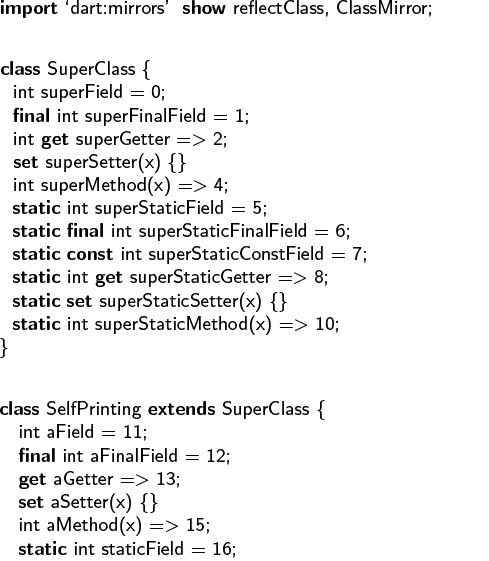 import ‘dart:mirrors’ show reflectClass, ClassMirror;
class SuperClass {
int superField = 0;
final int superFinalField = 1;
int get superGetter => 2;
set superSetter(x) {}
int superMethod(x) => 4;
static int superStaticField = 5;
static final int superStaticFinalField = 6;
static const int superStaticConstField = 7;
static int get superStaticGetter => 8;
static set superStaticSetter(x) {}
static int superStaticMethod(x) => 10;
}
class SelfPrinting extends SuperClass {
int aField = 11;
final int aFinalField = 12;
get aGetter => 13;
set aSetter(x) {}
int aMethod(x) => 15;
static int staticField = 16;